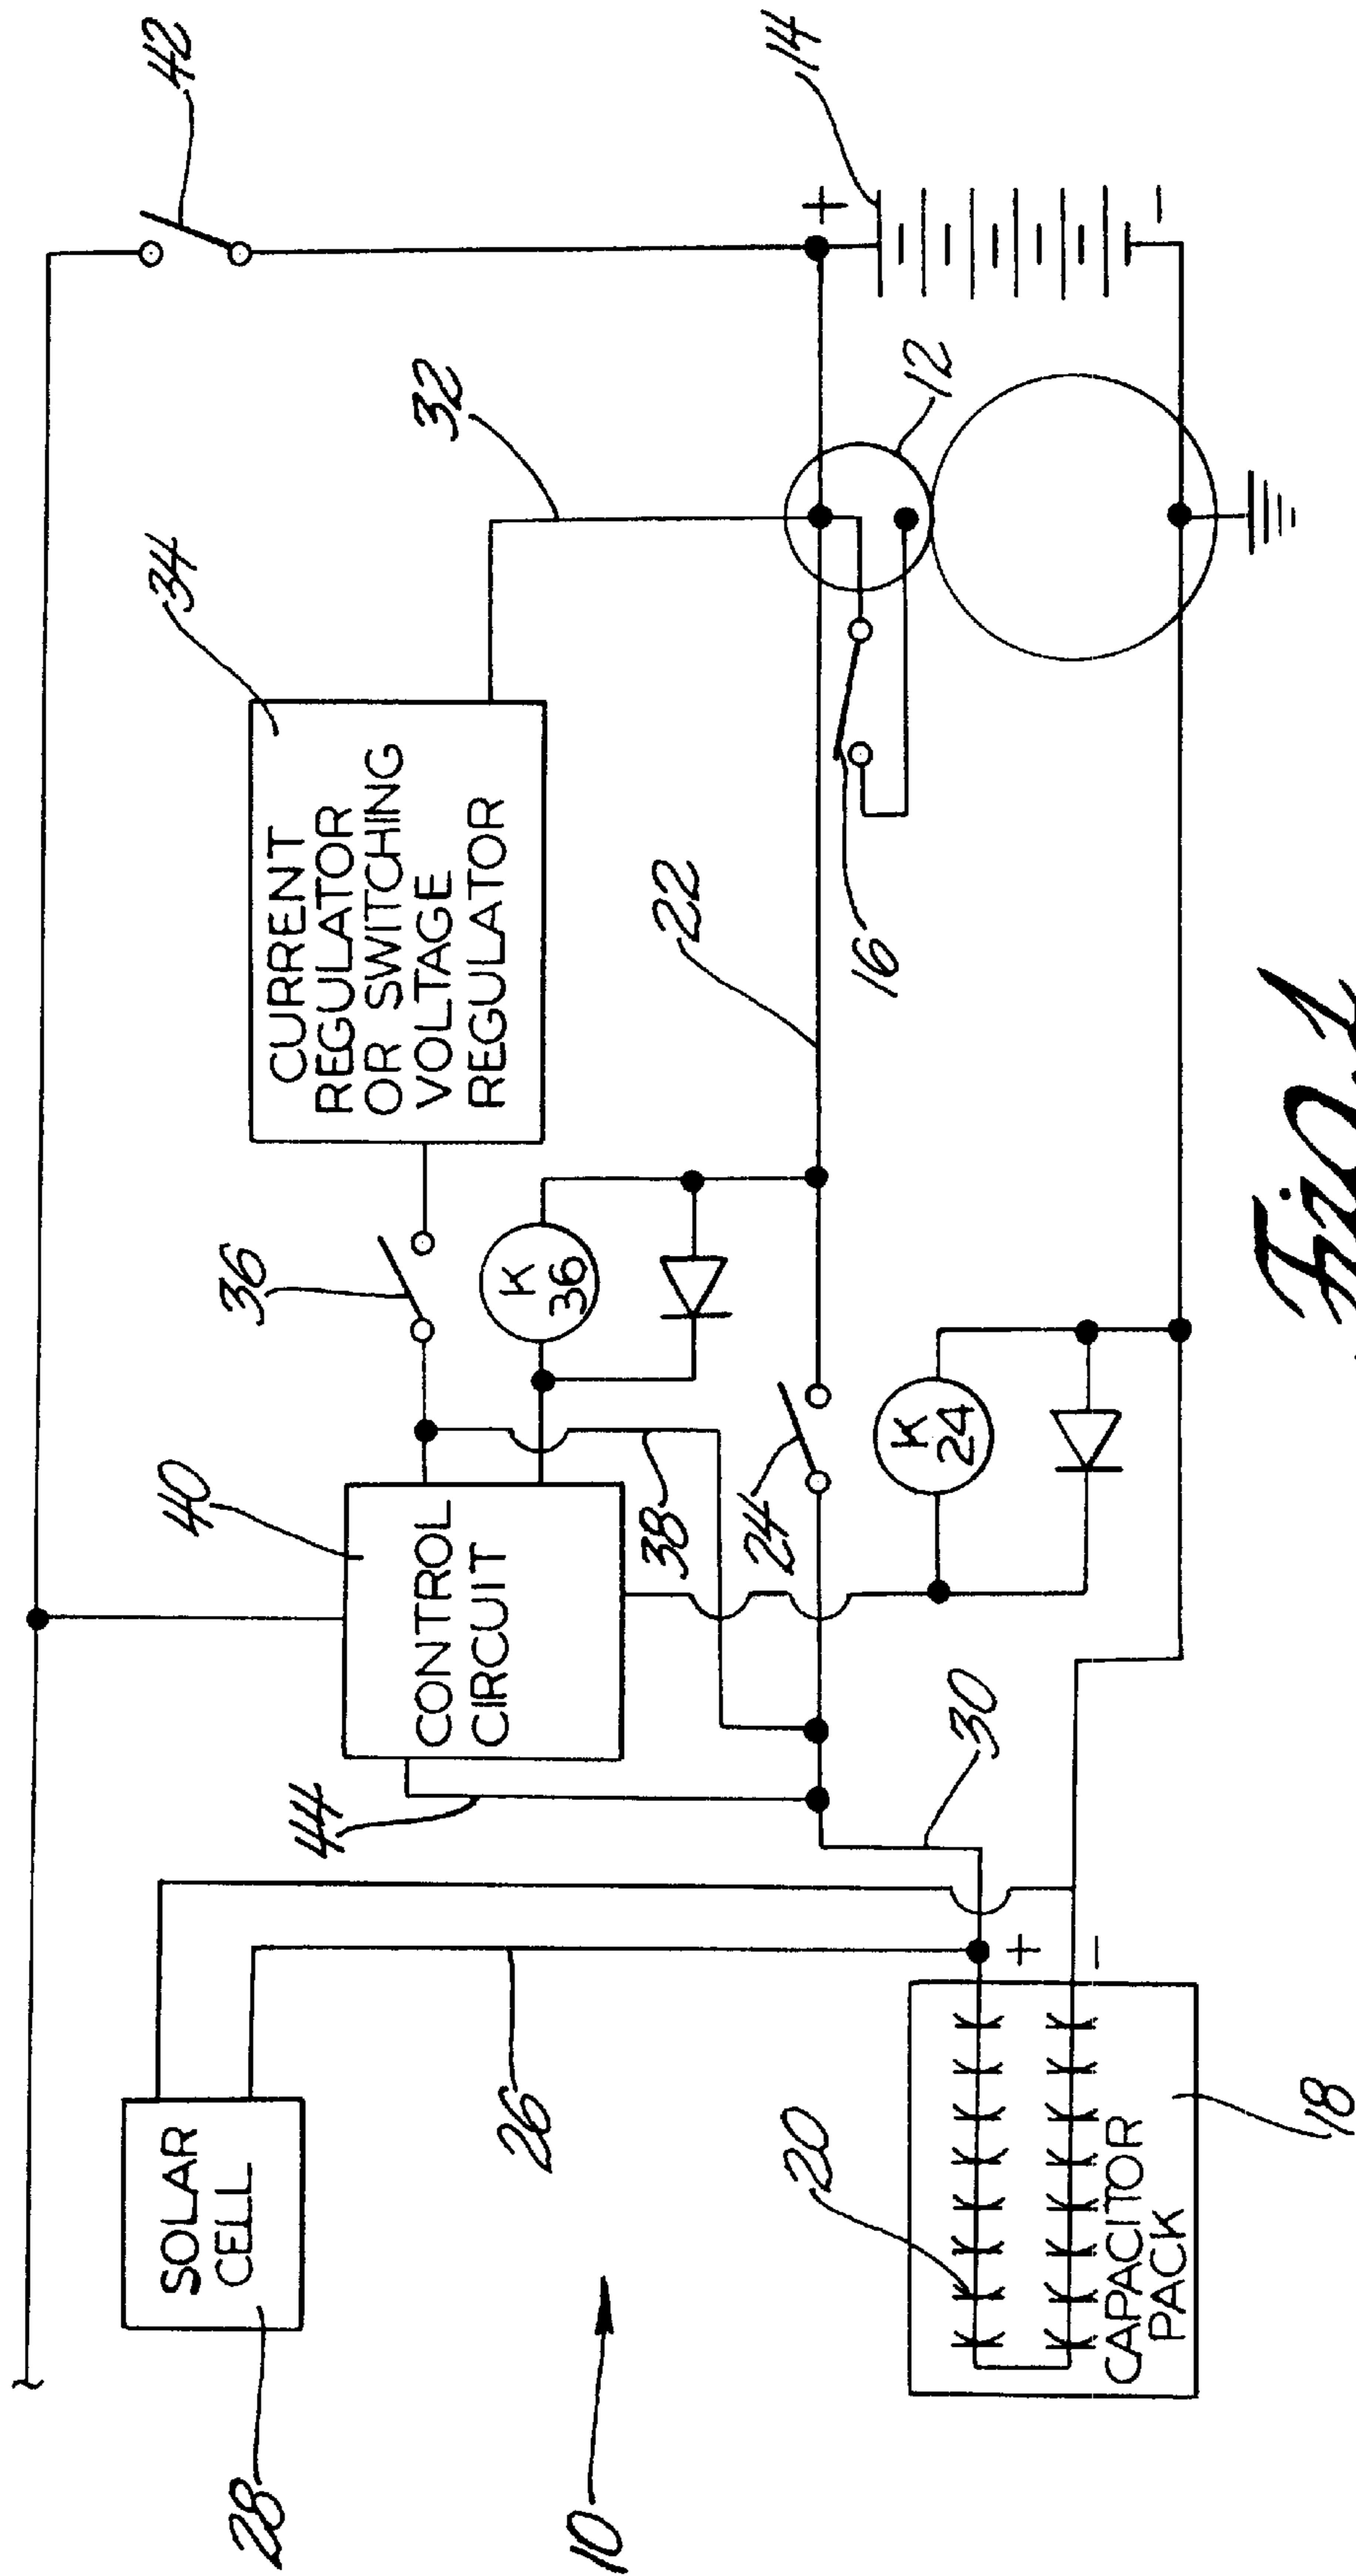 42
14
+
-
32
12
34
CURRENT
REGULATOR
OR SWITCHING
VOLTAGE
REGULATOR
22
16
36
K
36
K
24
24
38
40
CONTROL
CIRCUIT
44
30
26
SOLAR
CELL
28
+
-
20
CAPACITOR
PACK
18
10
Fig. 1